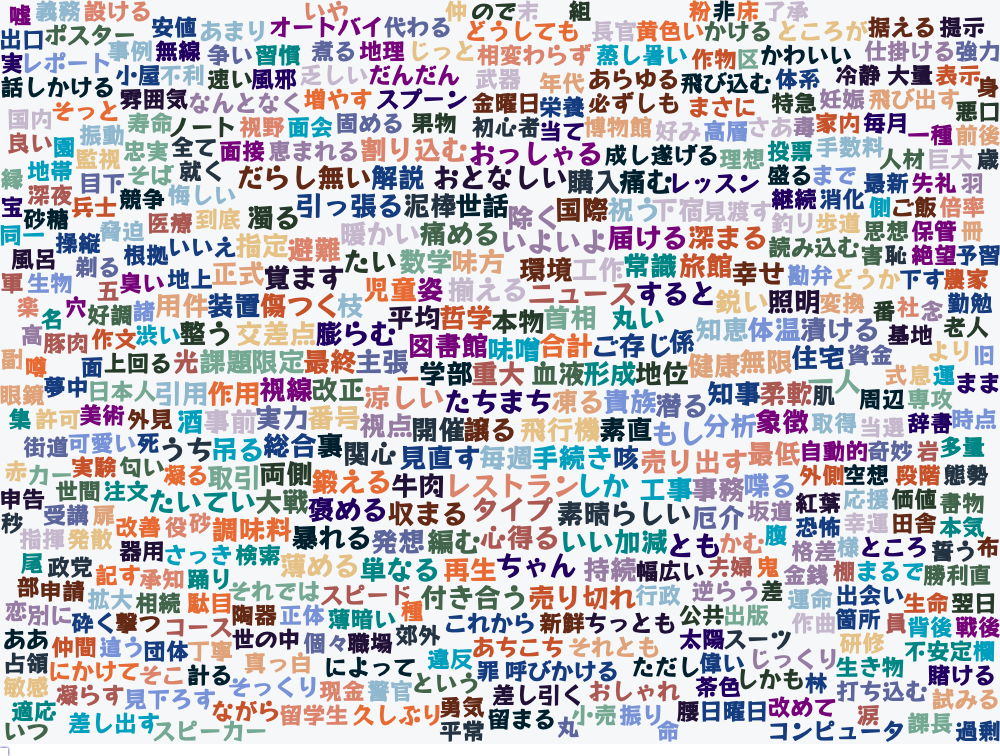 嘘 義務 設ける いや 仲 ので 末 組 粉 非 床 了承
出口 ポスター 安値 あまり オートバイ 代わる どうしても 長官 黄色い かける ところが 据える 提示
実 レポート 事例 無線 争い 習慣 煮る 地理 じっと 相変わらず 蒸し暑い 作物 区 かわいい 仕掛ける 強力
話しかける 小屋 不利 速い 風邪 乏しい だんだん 武器 年代 あらゆる 飛び込む 体系 冷静 大量 表示 身
国内 そっと 雰囲気 なんとなく 増やす スプーン 金曜日 栄養 必ずしも まさに 特急 妊娠 飛び出す 悪口
良い 園 振動 寿命 ノート 視野 面会 固める 果物 初心者 当て 博物館 好み 高層 さあ 毒 家内 毎月 一種 前後
地帯 監視 忠実 全て 面接 恵まれる 割り込む おっしゃる 成し遂げる 理想 投票 手数料 人材 巨大 歳
縁 深夜 目下 そば 就く だらし無い 解説 おとなしい 購入 痛む レッスン 盛る まで 最新 失礼 羽
宝 砂糖 兵士 競争 悔しい 引っ張る 泥棒 世話 除く 国際 祝う 下宿 見渡す 継続 消化 側 ご飯 倍率
同一 操縦 脅迫 医療 到底 濁る 暖かい 痛める いよいよ 届ける 深まる 釣り 歩道 思想 保管 冊
風呂 剃る 根拠 いいえ 指定 避難 たい 数学 味方 環境 工作 常識 旅館 幸せ 読み込む 害 恥 絶望 予習
軍 生物 五 臭い 地上 正式 覚ます 児童 姿 揃える ニュース すると 鋭い 照明 変換 勘弁 どうか 下す 農家
楽 名 穴 好調 諸 用件 装置 傷つく 枝 平均 哲学 本物 首相 丸い 知恵 体温 漬ける 番 社 念 勤勉
高 豚肉 作文 渋い 整う 交差点 膨らむ 図書館 味噌 合計 ご存じ 係 健康 無限 住宅 資金 基地 老人
副 噂 面 上回る 光 課題 限定 最終 主張 一 学部 重大 血液 形成 地位 知事 柔軟 肌 一人 式 息 運 より 旧 まま
眼鏡 夢中 日本人 引用 作用 視線 改正 涼しい たちまち 凍る 貴族 潜る 周辺 専攻
集 許可 美術 外見 酒 事前 実力 番号 視点 開催 譲る 飛行機 素直 もし 分析 象徴 取得 当選 辞書 時点
街道 可愛い 死 うち 吊る 総合 裏 関心 見直す 毎週 手続き 咳 売り出す 最低 自動的 奇妙 岩 多量
赤 カー 実験 匂い 凝る 取引 両側 鍛える 牛肉 レストラン しか 工事 事務 喋る 外側 空想 段階 態勢
申告 世間 注文 たいてい 大戦 褒める 収まる タイプ 素晴らしい 厄介 坂道 紅葉 応援 価値 書物
秒 受講 扉 改善 役 砂 調味料 暴れる 発想 編む 心得る いい加減 とも かむ 腹 恐怖 幸運 田舎 本気
指揮 発散 器用 さっき 検索 薄める 単なる 再生 ちゃん 持続 幅広い 夫婦 鬼 格差 様 ところ 誓う 布
尾 政党 記す 承知 踊り それでは スピード 付き合う 売り切れ 行政 逆らう 差 金銭 棚 まるで 勝利 直
部 申請 拡大 相続 駄目 陶器 正体 薄暗い 種 これから 新鮮 ちっとも 公共 出版 運命 出会い 生命 翌日
恋 別に 砕く 撃つ コース 世の中 個々 職場 郊外 あちこち それとも 太陽 スーツ 作曲 箇所 員 背後 戦後
ああ 仲間 違う 団体 丁寧 真っ白 によって 違反 罪 呼びかける ただし 偉い じっくり 研修 生き物 不安定 欄
占領 にかけて そこ 計る そっくり 現金 警官 という 差し引く おしゃれ 茶色 しかも 林 打ち込む 賭ける
敏感 凝らす 見下ろす ながら 留学生 久しぶり 勇気 留まる 丸 小売 振り 腰 日曜日 改めて 涙 試みる
適応 いつ 差し出す スピーカー 平常 命 コンピュータ 課長 過剰